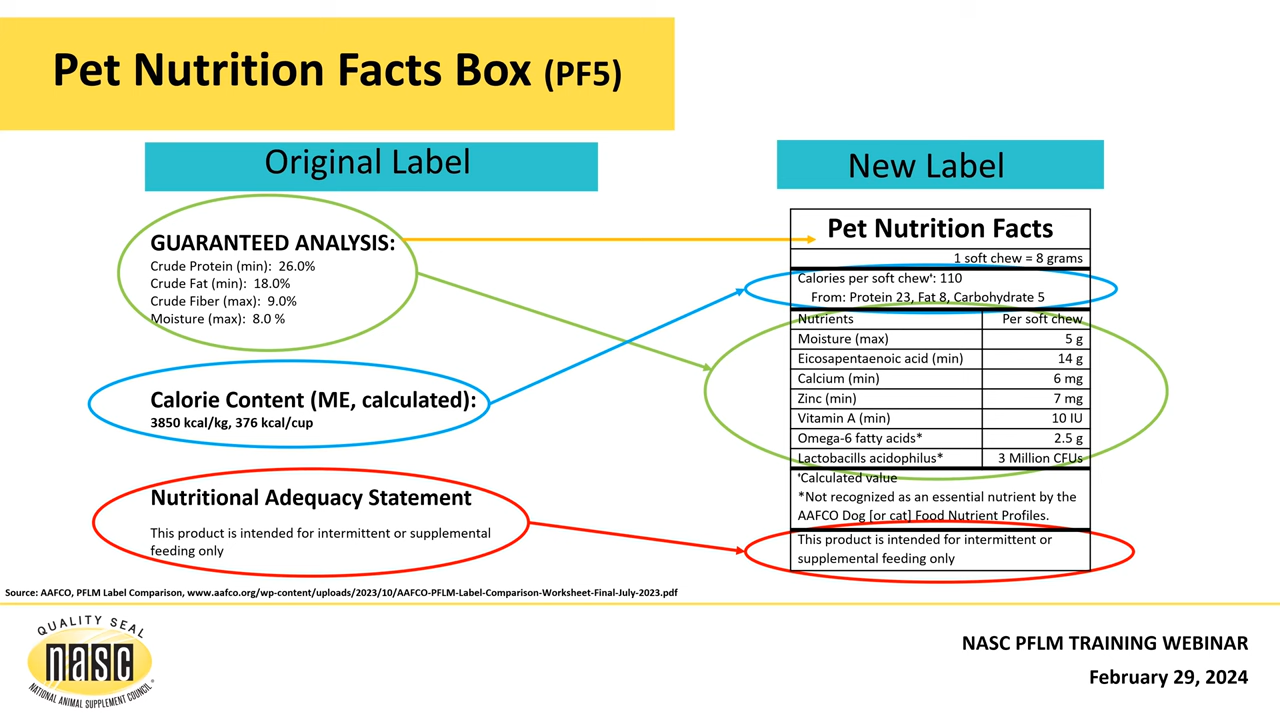 Pet Nutrition Facts Box (PF5)
Original Label
New Label
GUARANTEED ANALYSIS:
Crude Protein (min): 26.0%
Crude Fat (min): 18.0%
Crude Fiber (max): 9.0%
Moisture (max): 8.0 %
Calorie Content (ME, calculated):
3850 kcal/kg, 376 kcal/cup
Nutritional Adequacy Statement
This product is intended for intermittent or supplemental
feeding only
Pet Nutrition Facts
1 soft chew = 8 grams
Calories per soft chew‘: 110
From: Protein 23, Fat 8, Carbohydrate 5
Nutrients Per soft chew
Moisture (max) 5 g
Eicosapentaenoic acid (min) 14 g
Calcium (min) 6 mg
Zinc (min) 7 mg
Vitamin A (min) 10 IU
Omega-6 fatty acids* 2.5 g
Lactobacills acidophilus* 3 Million CFUs
‘Calculated value
*Not recognized as an essential nutrient by the
AAFCO Dog [or cat] Food Nutrient Profiles.
This product is intended for intermittent or
supplemental feeding only
Source: AAFCO, PFLM Label Comparison, www.aafco.org/wp-content/uploads/2023/10/AAFCO-PFLM-Label-Comparison-Worksheet-Final-July-2023.pdf
QUALITY SEAL
nasc
NATIONAL ANIMAL SUPPLEMENT COUNCIL
NASC PFLM TRAINING WEBINAR
February 29, 2024